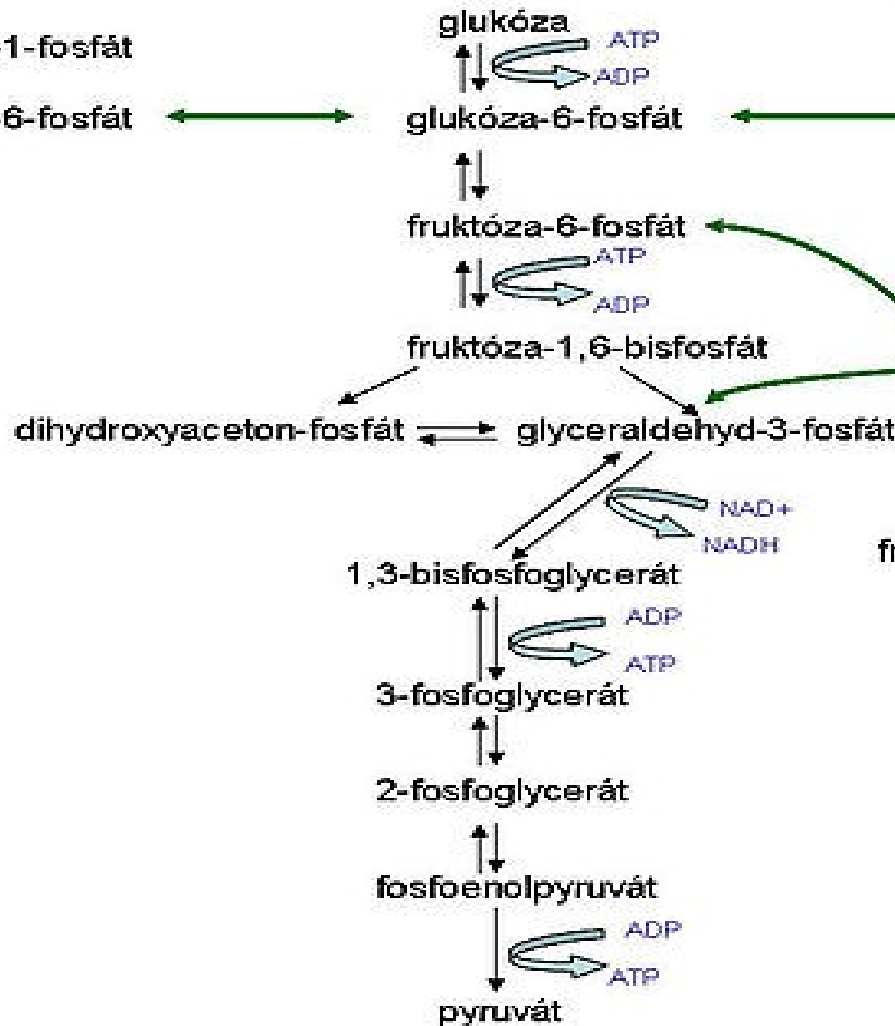 glukóza
ATP
-1-fosfát
ADP
-6-fosfát
glukóza-6-fosfát
fruktóza-6-fosfát
ATP
ADP
fruktóza-1,6-bisfosfát
dihydroxyaceton-fosfát
glyceraldehyd-3-fosfát
NAD+
NADH
fr
1,3-bisfosfoglycerát
ADP
ATP
3-fosfoglycerát
2-fosfoglycerát
fosfoenolpyruvát
ADP
ATP
pyruvát